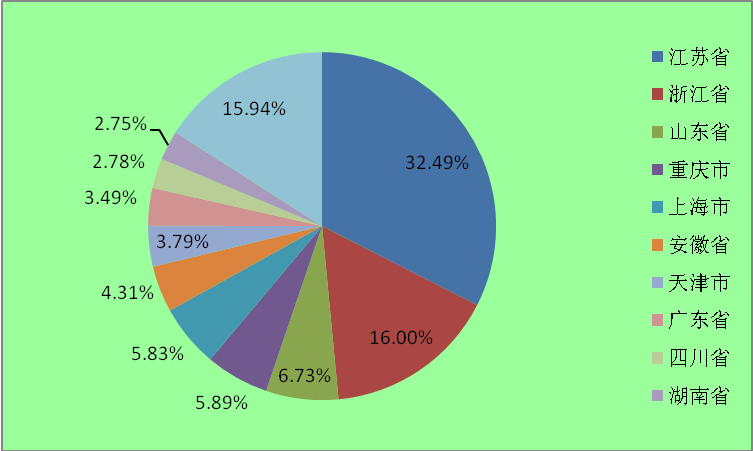 15.94%
2.75%
2.78%
3.49%
3.79%
4.31%
5.83%
5.89%
6.73%
16.00%
32.49%
江苏省
浙江省
山东省
重庆市
上海市
安徽省
天津市
广东省
四川省
湖南省